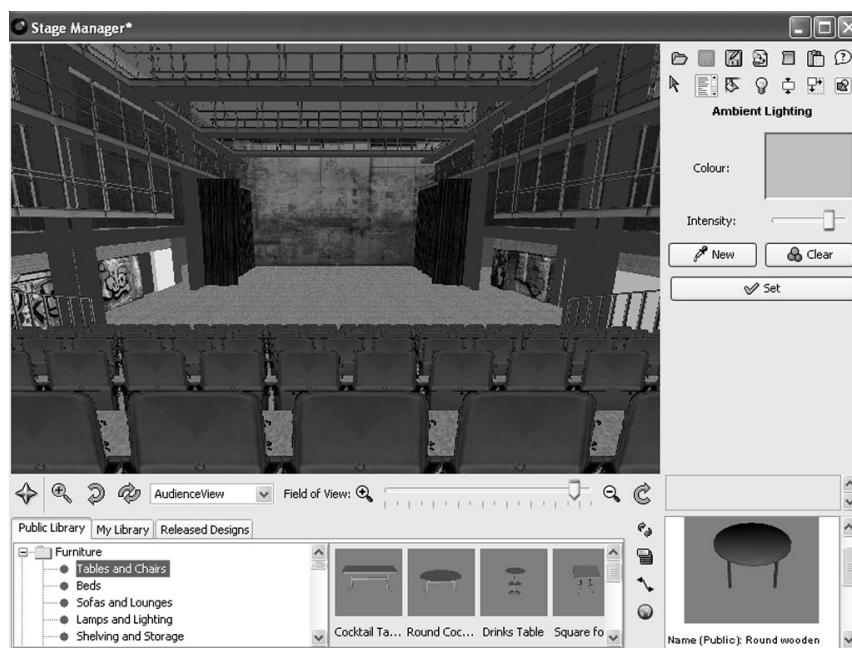 Stage Manager*
Ambient Lighting
Colour:
Intensity:
New
Clear
Set
AudienceView
Field of View:
Public Library
My Library
Released Designs
Furniture
Tables and Chairs
Beds
Sofas and Lounges
Lamps and Lighting
Shelving and Storage
Cocktail Ta...
Round Coc...
Drinks Table
Square fo
Name (Public): Round wooden